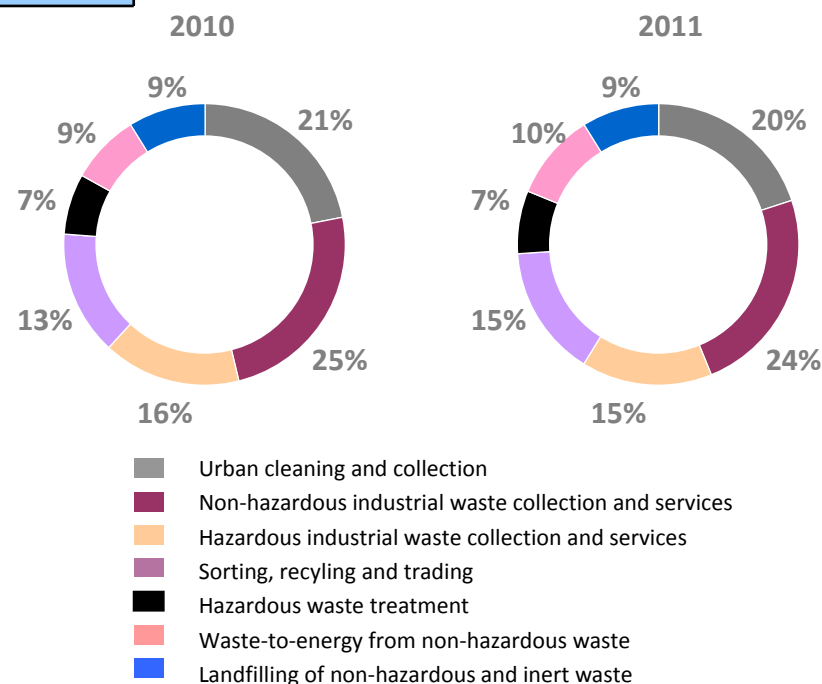 2010
2011
9%
21%
9%
7%
13%
25%
16%
9%
20%
10%
7%
15%
24%
15%
Urban cleaning and collection
Non-hazardous industrial waste collection and services
Hazardous industrial waste collection and services
Sorting, recyling and trading
Hazardous waste treatment
Waste-to-energy from non-hazardous waste
Landfilling of non-hazardous and inert waste